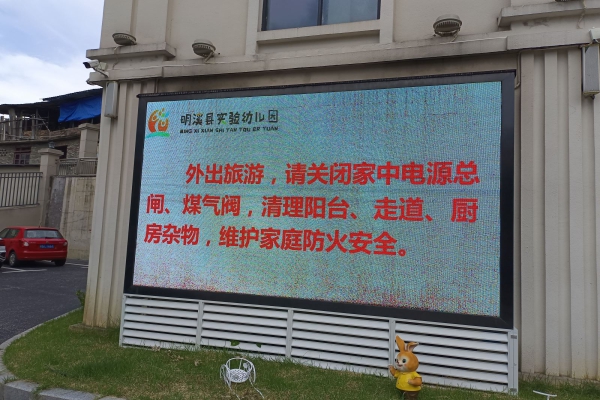 明溪县实验幼儿园
MING XI XIAN SHI YAN YOU ER YUAN
外出旅游，请关闭家中电源总
闸、煤气阀，清理阳台、走道、厨
房杂物，维护家庭防火安全。